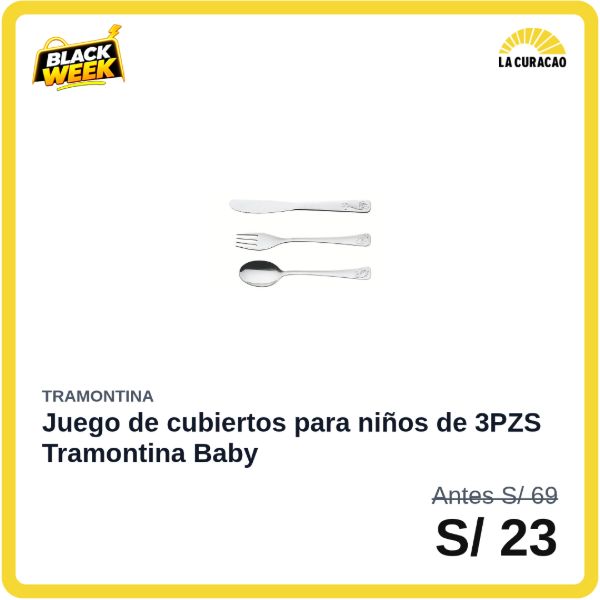 BLACK
WEEK
LA CURACAO
TRAMONTINA
Juego de cubiertos para niños de 3PZS
Tramontina Baby
Antes S/ 69
S/ 23